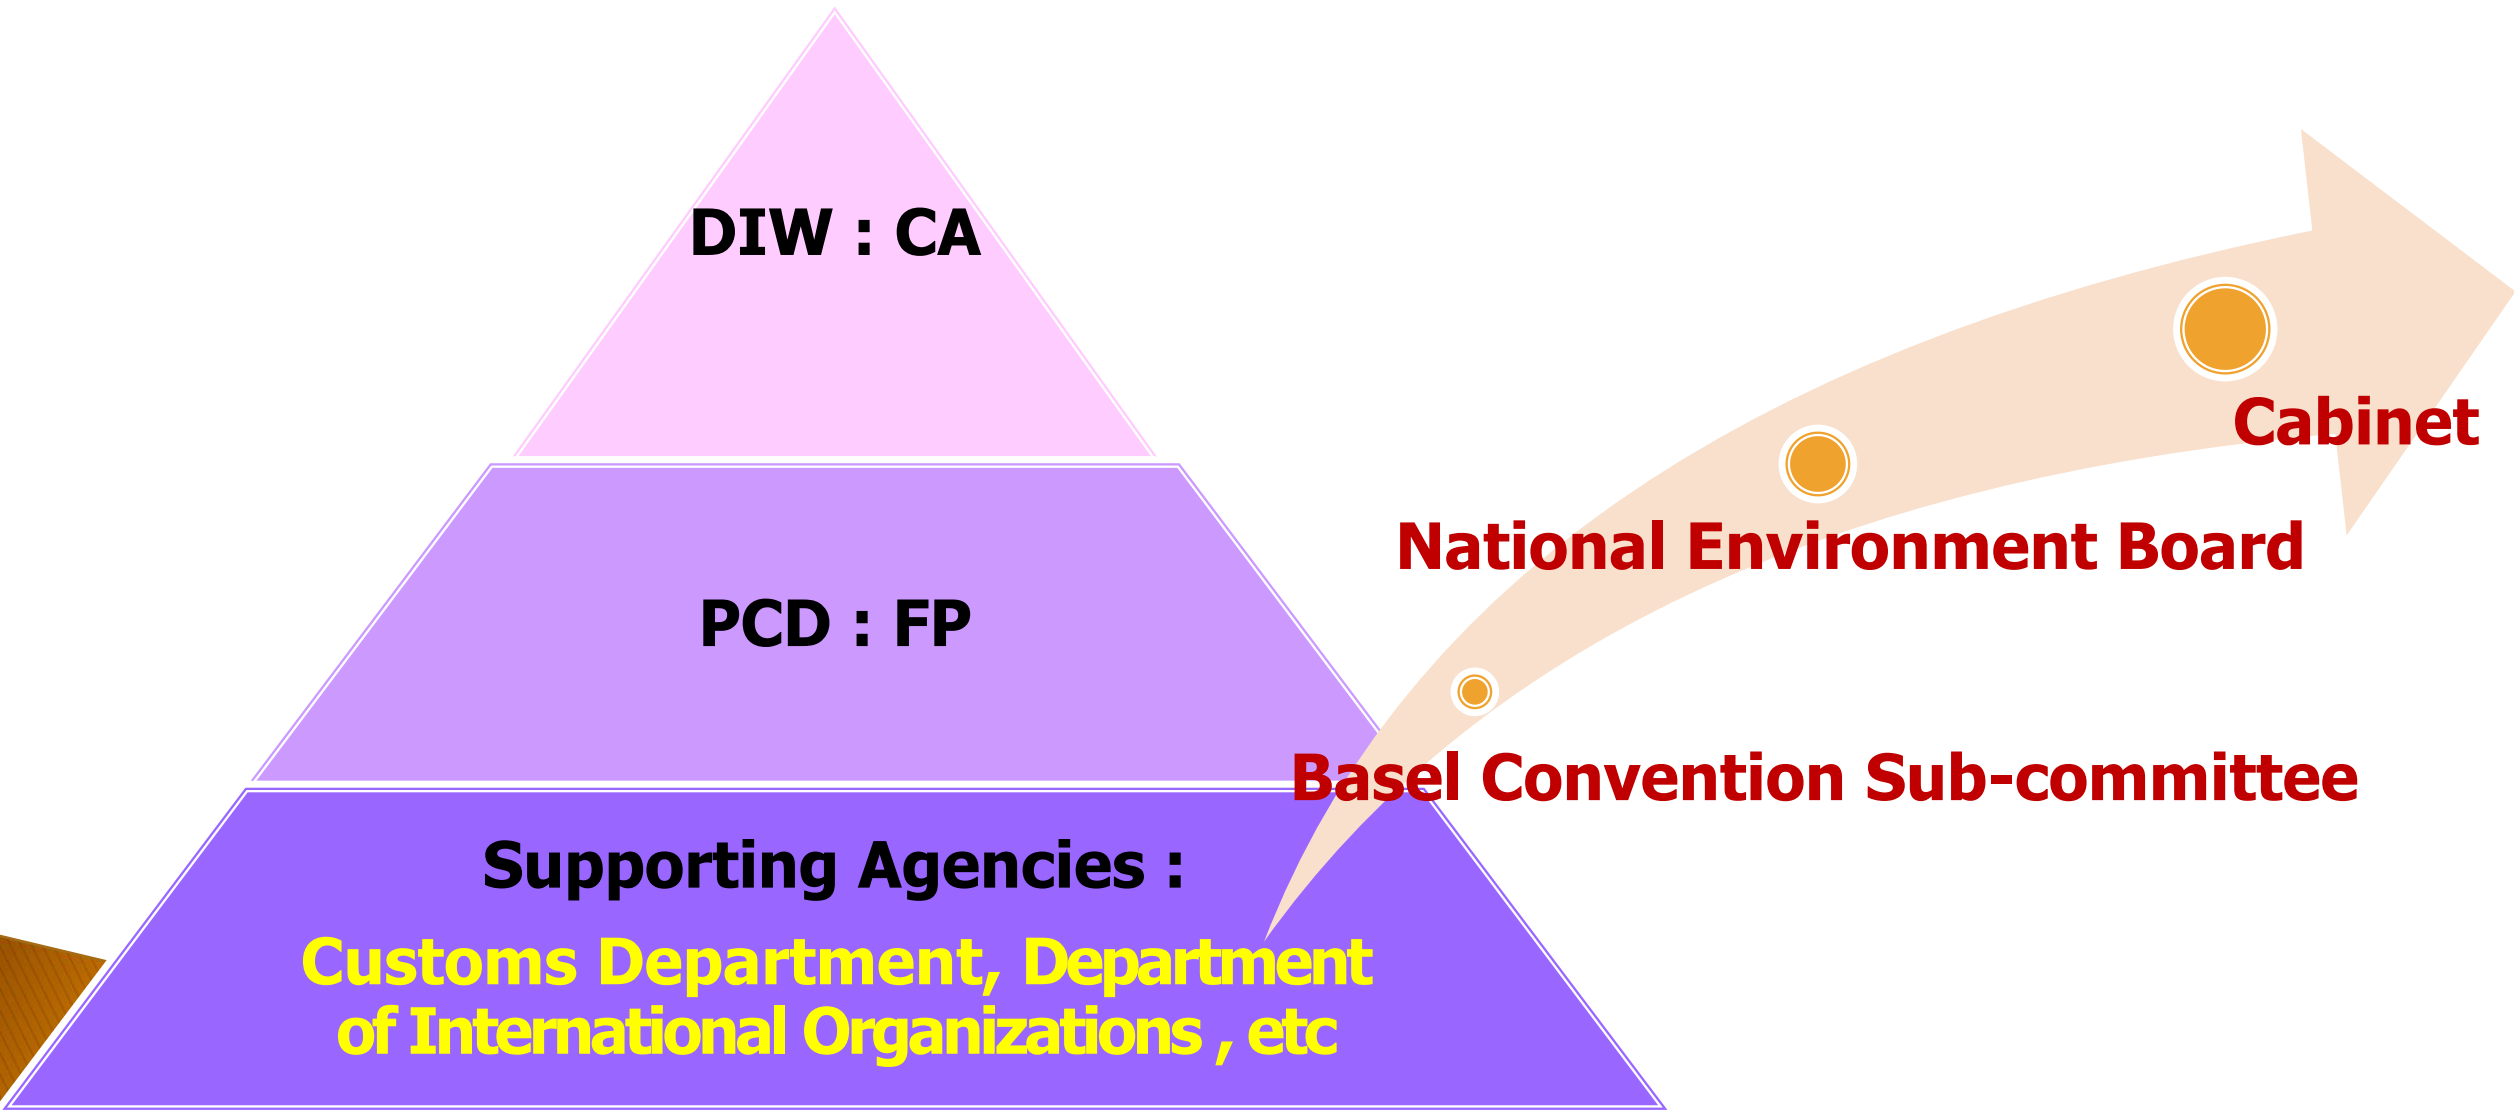 DIW : CA
PCD : FP
Supporting Agencies :
Customs Department, Department
of International Organizations, etc
Cabinet
National Environment Board
Basel Convention Sub-committee